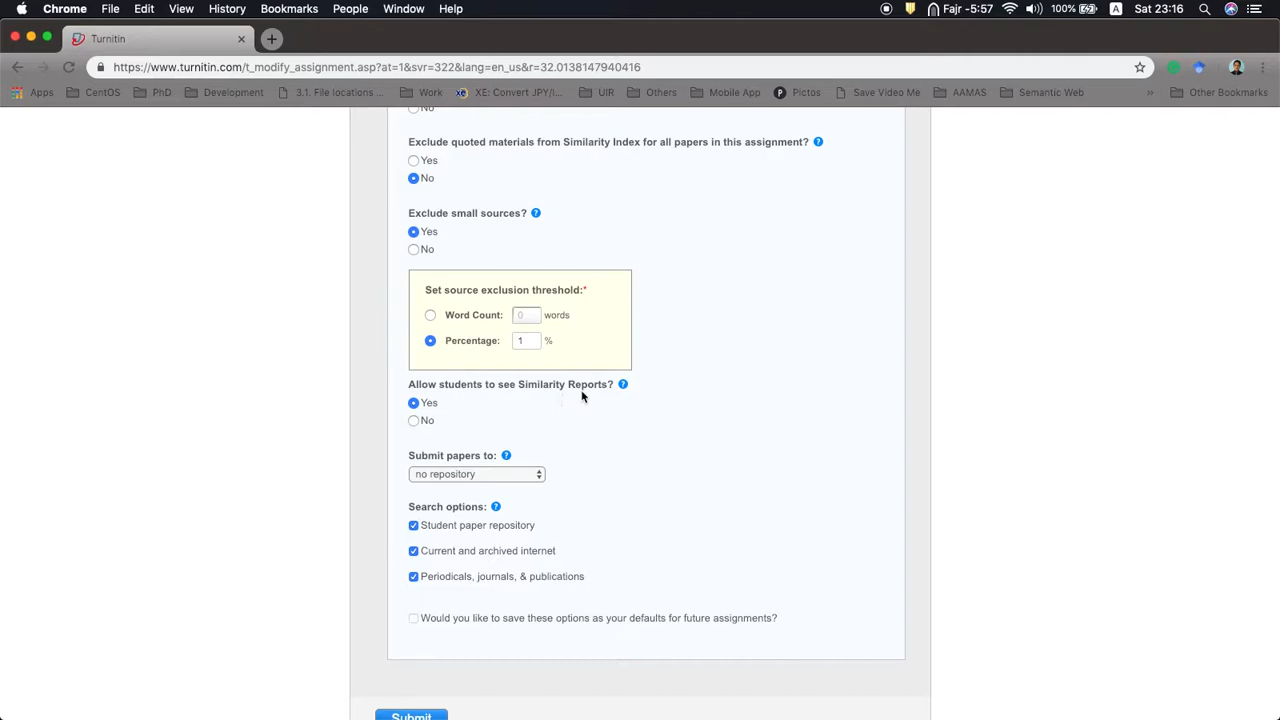 Chrome File Edit View History Bookmarks People Window Help Fajr -5:57 100% A Sat 23:16
Turnitin
https://www.turnitin.com/t_modify_assignment.asp?at=1&svr=322&lang=en_us&r=32.0138147940416
Apps CentOS PhD Development 3.1. File locations ... Work XE: Convert JPY/I... UIR Others Mobile App Pictos Save Video Me AAMAS Semantic Web » Other Bookmarks
No
Exclude quoted materials from Similarity Index for all papers in this assignment? ?
Yes
No
Exclude small sources? ?
Yes
No
Set source exclusion threshold:*
Word Count: 0 words
Percentage: 1 %
Allow students to see Similarity Reports? ?
Yes
No
Submit papers to: ?
no repository
Search options: ?
Student paper repository
Current and archived internet
Periodicals, journals, & publications
Would you like to save these options as your defaults for future assignments?
Submit